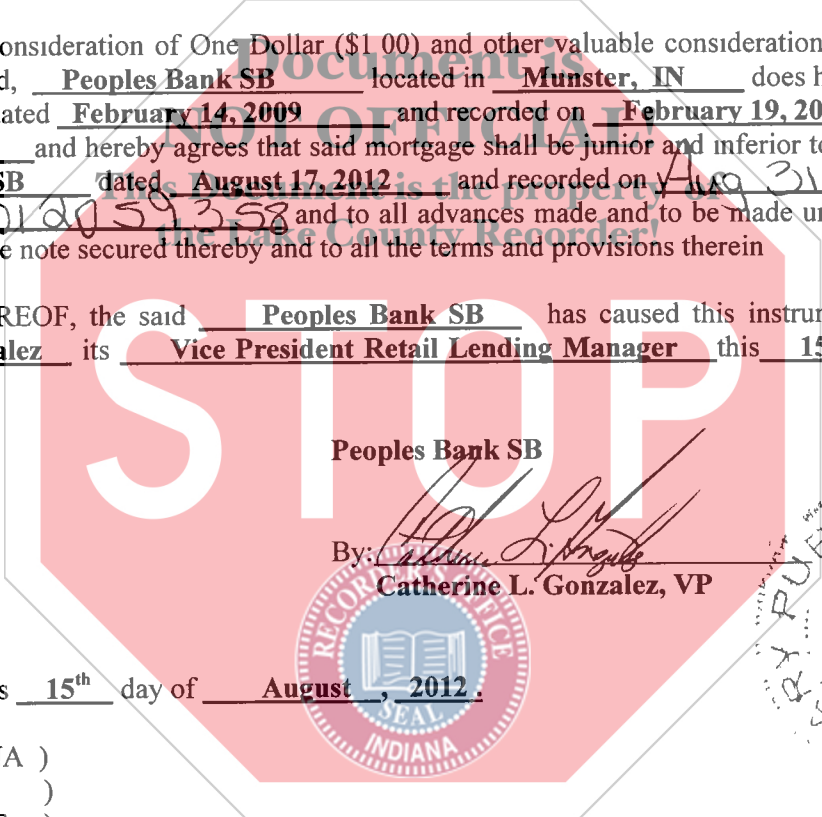 onsideration of One Dollar ($1 00) and other valuable consideration
d, Peoples Bank SB located in Munster, IN does h
ated February 14, 2009 and recorded on February 19, 20
and hereby agrees that said mortgage shall be junior and inferior to
SB dated August 17, 2012 and recorded on Aug 31
012059358 and to all advances made and to be made un
e note secured thereby and to all the terms and provisions therein
Document is
NOT OFFICIAL!
This Document is the property of
the Lake County Recorder!
REOF, the said Peoples Bank SB has caused this instru
alez its Vice President Retail Lending Manager this 15
STOP
Peoples Bank SB
By: Catherine L. Gonzalez
Catherine L. Gonzalez, VP
RECORDER'S OFFICE
SEAL
INDIANA
s 15th day of August, 2012.
A )
)
)
RY PUB